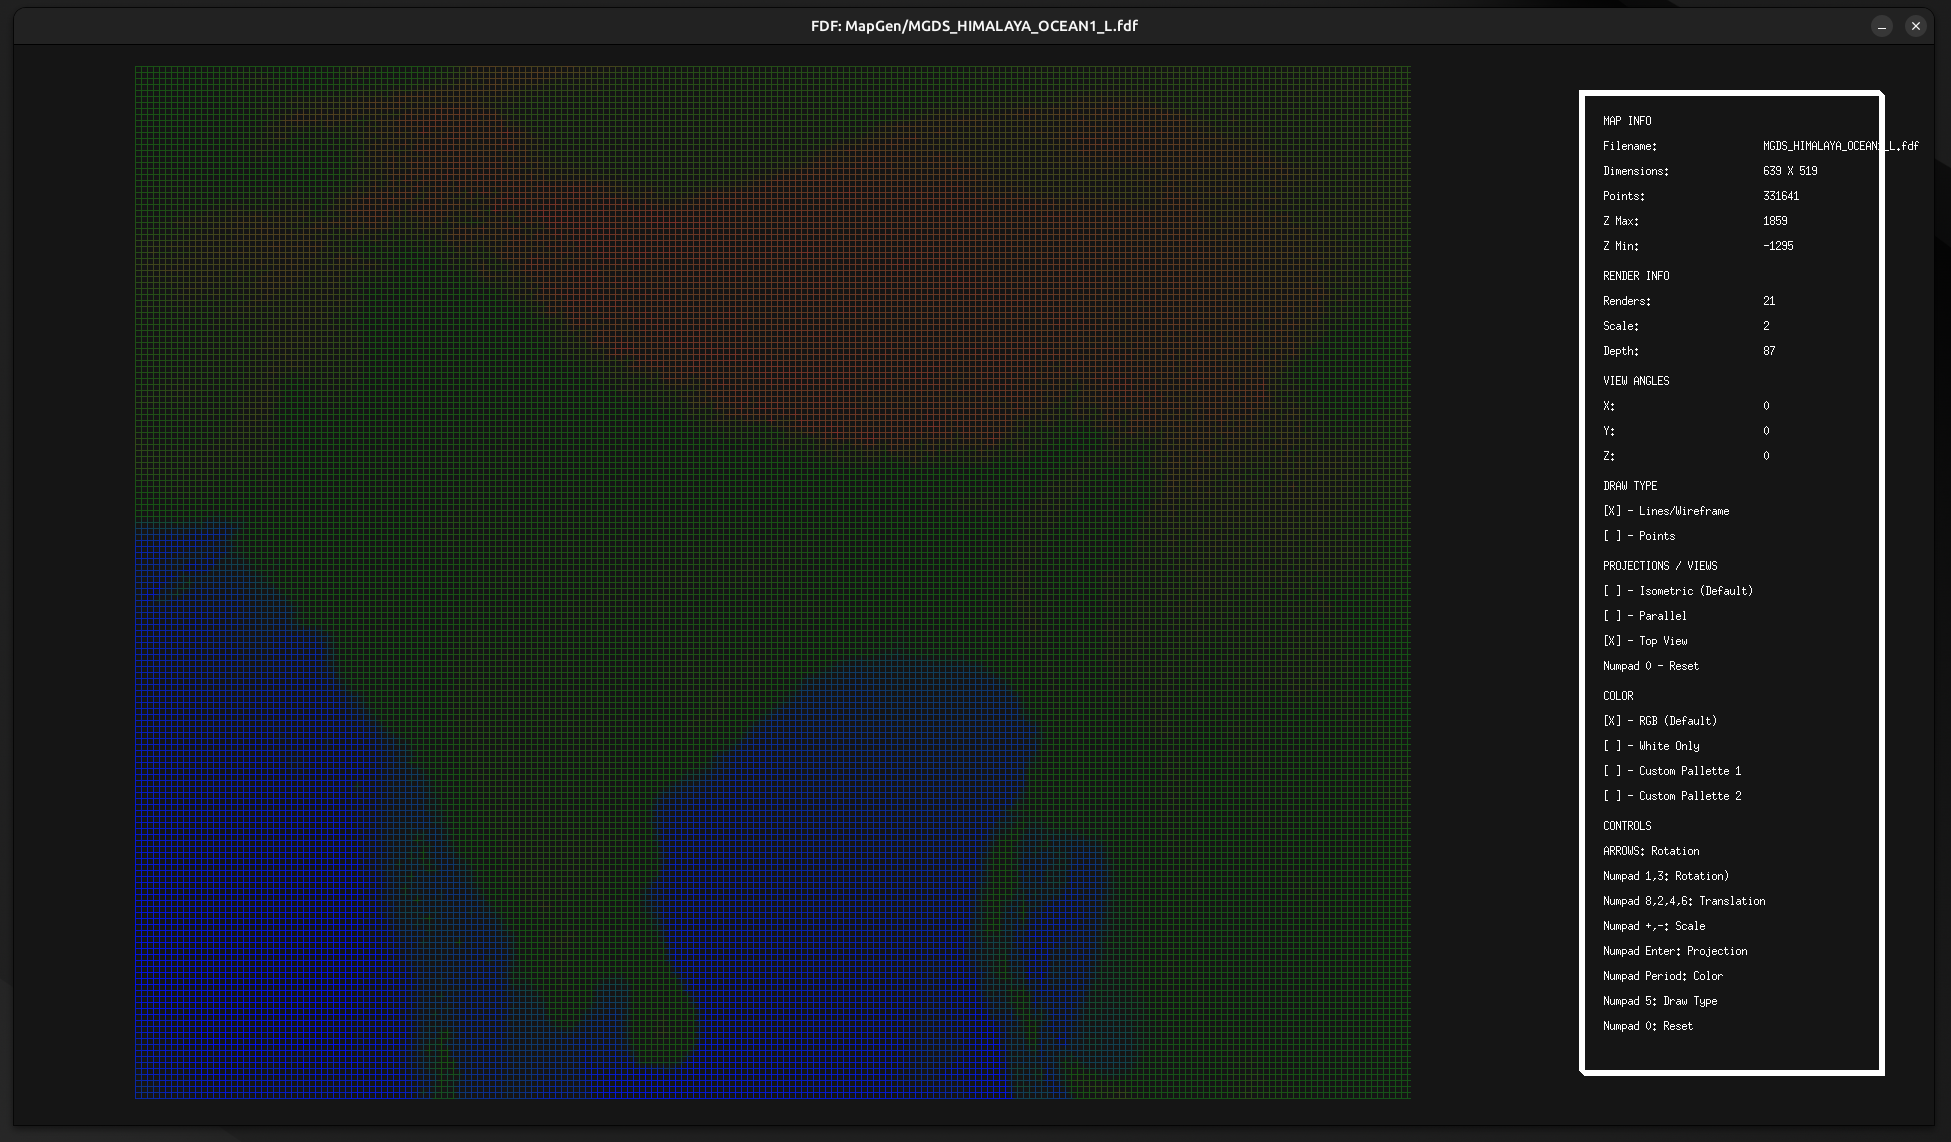 FDF: MapGen/MGDS_HIMALAYA_OCEAN1_L.fdf
MAP INFO
Filename: MGDS_HIMALAYA_OCEAN1_L.fdf
Dimensions: 639 X 519
Points: 331641
Z Max: 1859
Z Min: -1295
RENDER INFO
Renders: 21
Scale: 2
Depth: 87
VIEW ANGLES
X: 0
Y: 0
Z: 0
DRAW TYPE
[X] - Lines/Wireframe
[ ] - Points
PROJECTIONS / VIEWS
[ ] - Isometric (Default)
[ ] - Parallel
[X] - Top View
Numpad 0 - Reset
COLOR
[X] - RGB (Default)
[ ] - White Only
[ ] - Custom Pallette 1
[ ] - Custom Pallette 2
CONTROLS
ARROWS: Rotation
Numpad 1,3: Rotation)
Numpad 8,2,4,6: Translation
Numpad +,-: Scale
Numpad Enter: Projection
Numpad Period: Color
Numpad 5: Draw Type
Numpad 0: Reset